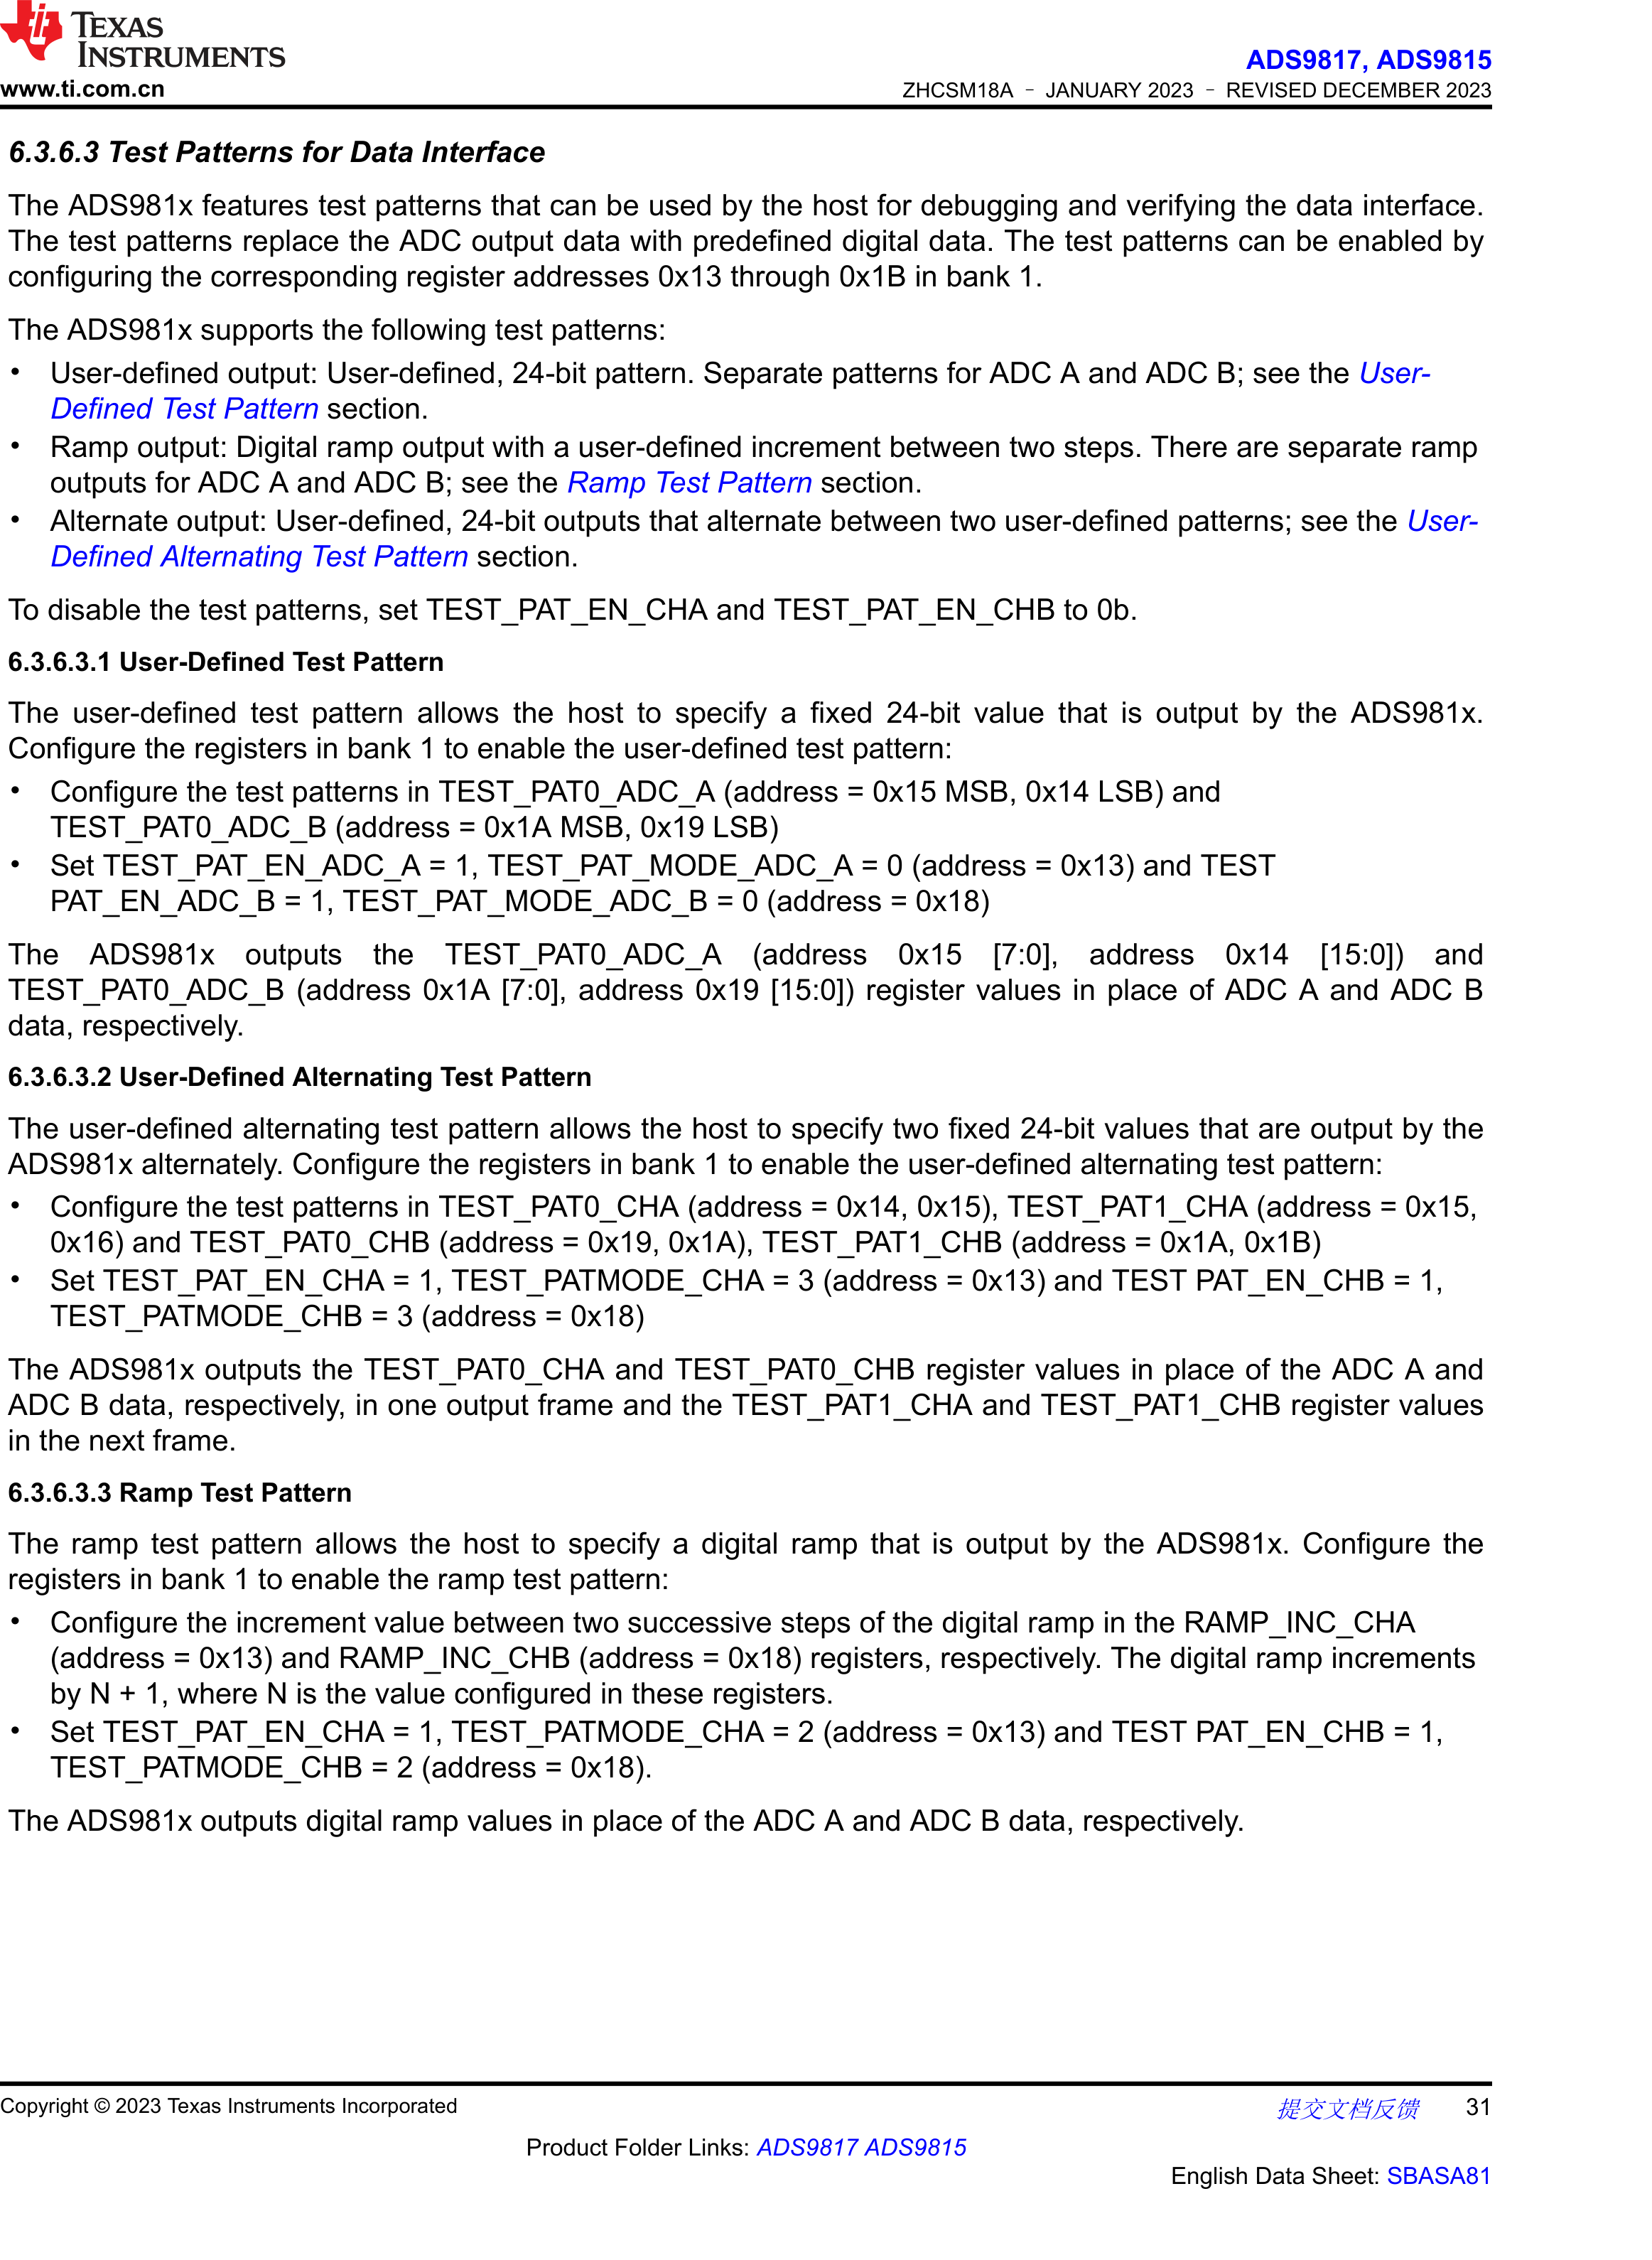 TEXAS
INSTRUMENTS
www.ti.com.cn
ADS9817, ADS9815
ZHCSM18A – JANUARY 2023 – REVISED DECEMBER 2023
6.3.6.3 Test Patterns for Data Interface
The ADS981x features test patterns that can be used by the host for debugging and verifying the data interface.
The test patterns replace the ADC output data with predefined digital data. The test patterns can be enabled by
configuring the corresponding register addresses 0x13 through 0x1B in bank 1.
The ADS981x supports the following test patterns:
• User-defined output: User-defined, 24-bit pattern. Separate patterns for ADC A and ADC B; see the User-
Defined Test Pattern section.
• Ramp output: Digital ramp output with a user-defined increment between two steps. There are separate ramp
outputs for ADC A and ADC B; see the Ramp Test Pattern section.
• Alternate output: User-defined, 24-bit outputs that alternate between two user-defined patterns; see the User-
Defined Alternating Test Pattern section.
To disable the test patterns, set TEST_PAT_EN_CHA and TEST_PAT_EN_CHB to 0b.
6.3.6.3.1 User-Defined Test Pattern
The user-defined test pattern allows the host to specify a fixed 24-bit value that is output by the ADS981x.
Configure the registers in bank 1 to enable the user-defined test pattern:
• Configure the test patterns in TEST_PAT0_ADC_A (address = 0x15 MSB, 0x14 LSB) and
TEST_PAT0_ADC_B (address = 0x1A MSB, 0x19 LSB)
• Set TEST_PAT_EN_ADC_A = 1, TEST_PAT_MODE_ADC_A = 0 (address = 0x13) and TEST
PAT_EN_ADC_B = 1, TEST_PAT_MODE_ADC_B = 0 (address = 0x18)
The ADS981x outputs the TEST_PAT0_ADC_A (address 0x15 [7:0], address 0x14 [15:0]) and
TEST_PAT0_ADC_B (address 0x1A [7:0], address 0x19 [15:0]) register values in place of ADC A and ADC B
data, respectively.
6.3.6.3.2 User-Defined Alternating Test Pattern
The user-defined alternating test pattern allows the host to specify two fixed 24-bit values that are output by the
ADS981x alternately. Configure the registers in bank 1 to enable the user-defined alternating test pattern:
• Configure the test patterns in TEST_PAT0_CHA (address = 0x14, 0x15), TEST_PAT1_CHA (address = 0x15,
0x16) and TEST_PAT0_CHB (address = 0x19, 0x1A), TEST_PAT1_CHB (address = 0x1A, 0x1B)
• Set TEST_PAT_EN_CHA = 1, TEST_PATMODE_CHA = 3 (address = 0x13) and TEST PAT_EN_CHB = 1,
TEST_PATMODE_CHB = 3 (address = 0x18)
The ADS981x outputs the TEST_PAT0_CHA and TEST_PAT0_CHB register values in place of the ADC A and
ADC B data, respectively, in one output frame and the TEST_PAT1_CHA and TEST_PAT1_CHB register values
in the next frame.
6.3.6.3.3 Ramp Test Pattern
The ramp test pattern allows the host to specify a digital ramp that is output by the ADS981x. Configure the
registers in bank 1 to enable the ramp test pattern:
• Configure the increment value between two successive steps of the digital ramp in the RAMP_INC_CHA
(address = 0x13) and RAMP_INC_CHB (address = 0x18) registers, respectively. The digital ramp increments
by N + 1, where N is the value configured in these registers.
• Set TEST_PAT_EN_CHA = 1, TEST_PATMODE_CHA = 2 (address = 0x13) and TEST PAT_EN_CHB = 1,
TEST_PATMODE_CHB = 2 (address = 0x18).
The ADS981x outputs digital ramp values in place of the ADC A and ADC B data, respectively.
Copyright © 2023 Texas Instruments Incorporated
提交文档反馈 31
Product Folder Links: ADS9817 ADS9815
English Data Sheet: SBASA81